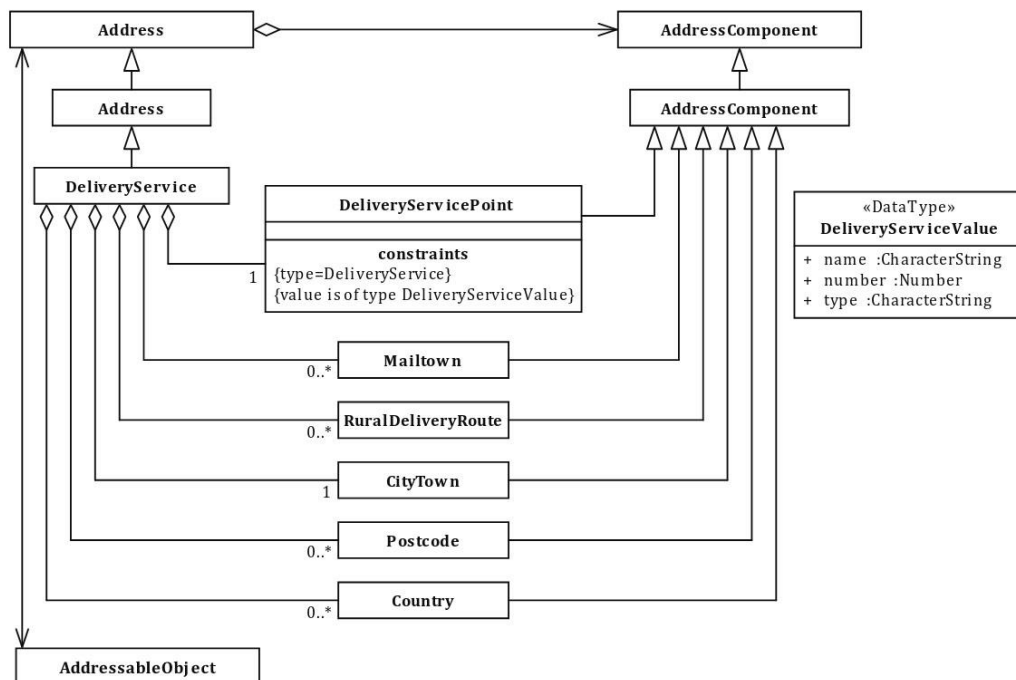 Address
AddressComponent
Address
AddressComponent
DeliveryService
DeliveryServicePoint
constraints
{type=DeliveryService}
{value is of type DeliveryServiceValue}
1
«DataType»
DeliveryServiceValue
+ name :CharacterString
+ number :Number
+ type :CharacterString
Mailtown
0..*
RuralDeliveryRoute
0..*
CityTown
1
Postcode
0..*
Country
0..*
AddressableObject